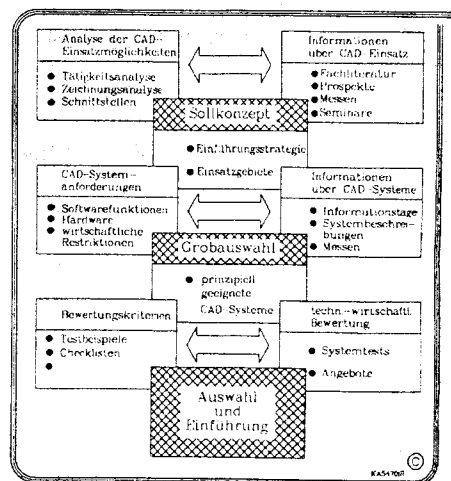 Analyse der CAD-
Einsatzmöglichkeiten
● Tätigkeitsanalyse
● Zeichnungsanalyse
● Schnittstellen
Informationen
über CAD-Einsatz
● Fachliteratur
● Prospekte
● Messen
● Seminare
Sollkonzept
● Einführungsstrategie
● Einsatzgebiete
CAD-System-
anforderungen
● Softwarefunktionen
● Hardware
● wirtschaftliche
Restriktionen
Informationen
über CAD-Systeme
● Informationstage
● Systembeschrei-
bungen
● Messen
Grobauswahl
● prinzipiell
geeignete
CAD-Systeme
Bewertungskriterien
● Testbeispiele
● Checklisten
●
techn.-wirtschaftl.
Bewertung
● Systemtests
● Angebote
Auswahl
und
Einführung
©